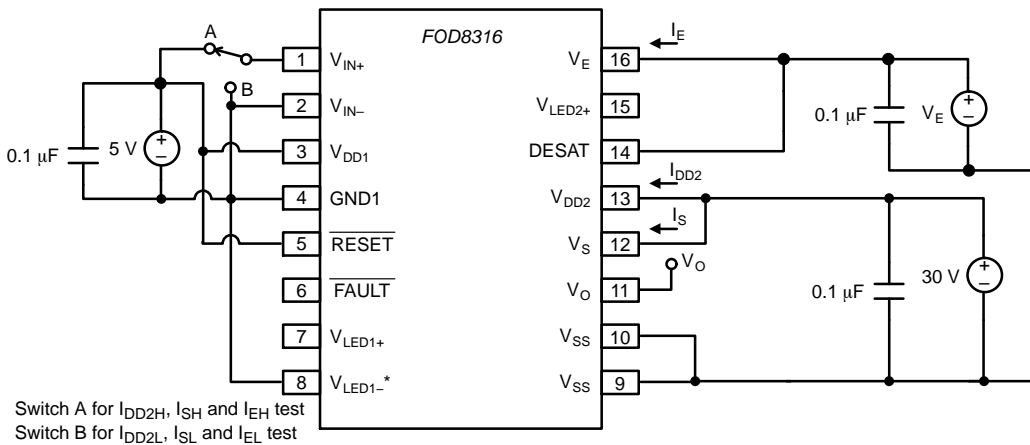 FOD8316
A
B
0.1 μF
5 V
+
–
1 V_IN+
2 V_IN–
3 V_DD1
4 GND1
5 R̅E̅S̅E̅T̅
6 F̅A̅U̅L̅T̅
7 V_LED1+
8 V_LED1–*
I_E
V_E 16
V_LED2+ 15
DESAT 14
I_DD2
V_DD2 13
I_S
V_S 12
V_O
V_O 11
V_SS 10
V_SS 9
0.1 μF
V_E
+
–
0.1 μF
30 V
+
–
Switch A for I_DD2H, I_SH and I_EH test
Switch B for I_DD2L, I_SL and I_EL test